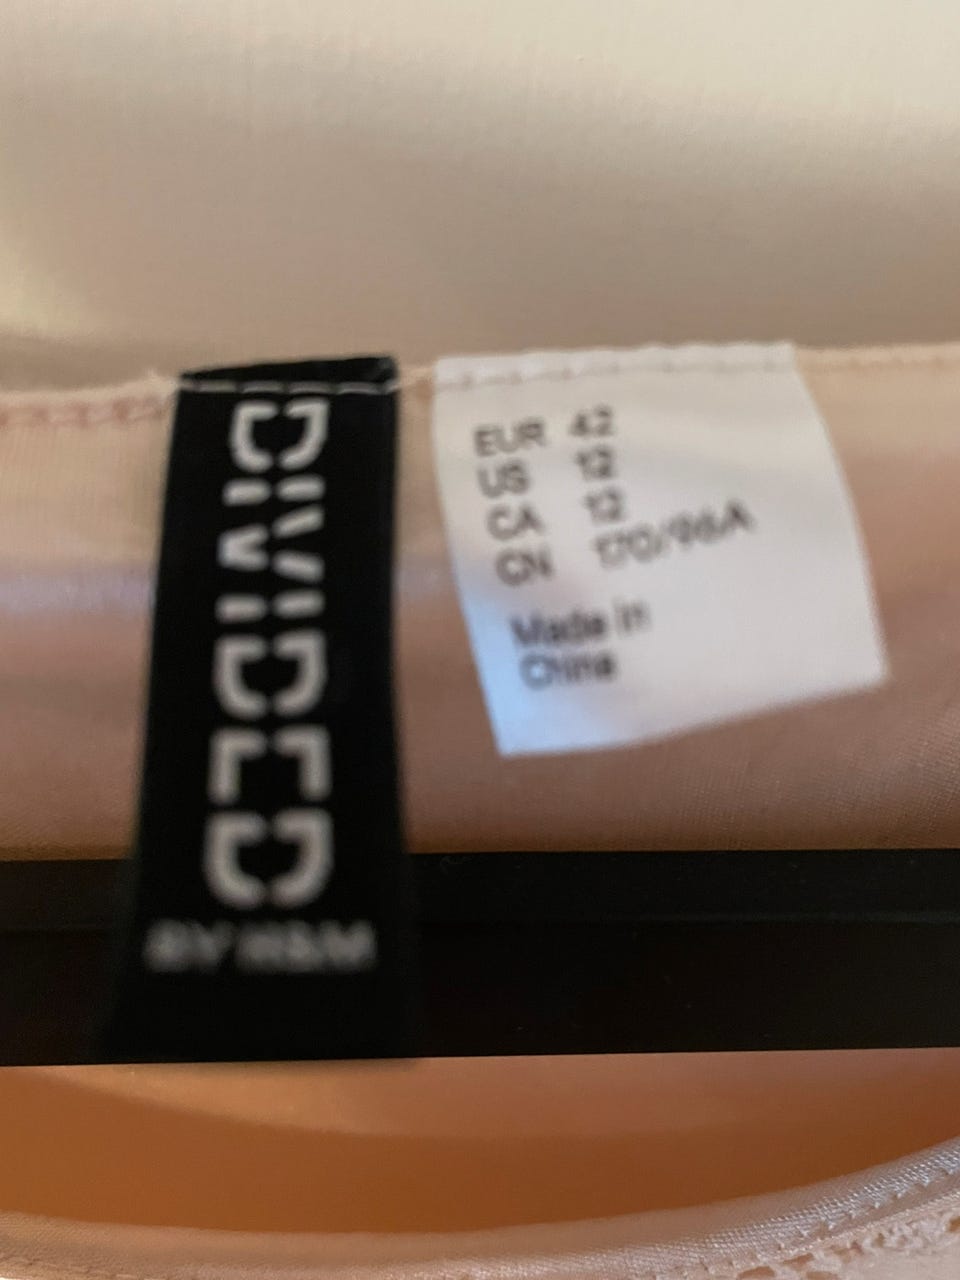 DIVIDED
BY H&M
EUR 42
US 12
CA 12
CN 170/96A
Made in
China